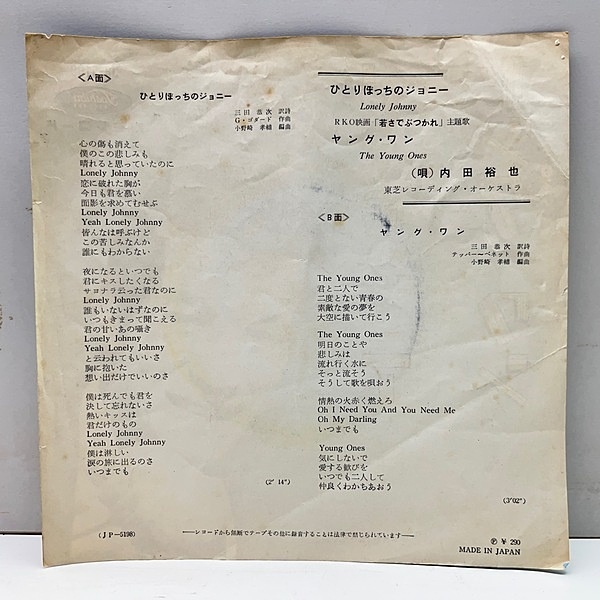 〈A面〉
ひとりぼっちのジョニー
三田恭次 訳詩
G・ゴダード 作曲
小野崎孝輔 編曲
心の傷も消えて
僕のこの悲しみも
晴れると思っていたのに
Lonely Johnny
恋に破れた胸が
今日も君を慕い
面影を求めてむせぶ
Lonely Johnny
Yeah Lonely Johnny
皆んなは呼ぶけど
この苦しみなんか
誰にもわからない
夜になるといつでも
君にキスしたくなる
サヨナラ云った君なのに
Lonely Johnny
誰もいないはずなのに
いつもきまって聞こえる
君の甘いあの囁き
Lonely Johnny
Yeah Lonely Johnny
と云われてもいいさ
胸に抱いた
想い出だけでいいのさ
僕は死んでも君を
決して忘れないさ
熱いキッスは
君だけのもの
Lonely Johnny
Yeah Lonely Johnny
僕は淋しい
涙の旅に出るのさ
いつまでも
(2' 14")
(JP-5198)
ひとりぼっちのジョニー
Lonely Johnny
RKO映画「若さでぶつかれ」主題歌
ヤング・ワン
The Young Ones
(唄) 内田裕也
東芝レコーディング・オーケストラ
〈B面〉
ヤング・ワン
三田恭次 訳詩
テッパー〜ベネット 作曲
小野崎孝輔 編曲
The Young Ones
君と二人で
二度とない青春の
素敵な愛の夢を
大空に描いて行こう
The Young Ones
明日のことや
悲しみは
流れ行く水に
そっと流そう
そうして歌を唄おう
情熱の火赤く燃えろ
Oh I Need You And You Need Me
Oh My Darling
いつまでも
Young Ones
気にしないで
愛する歓びを
いつでも二人して
仲良くわかちあおう
(3'02")
——レコードから無断でテープその他に録音することは法律で禁じられています——
Ⓟ ¥ 290
MADE IN JAPAN